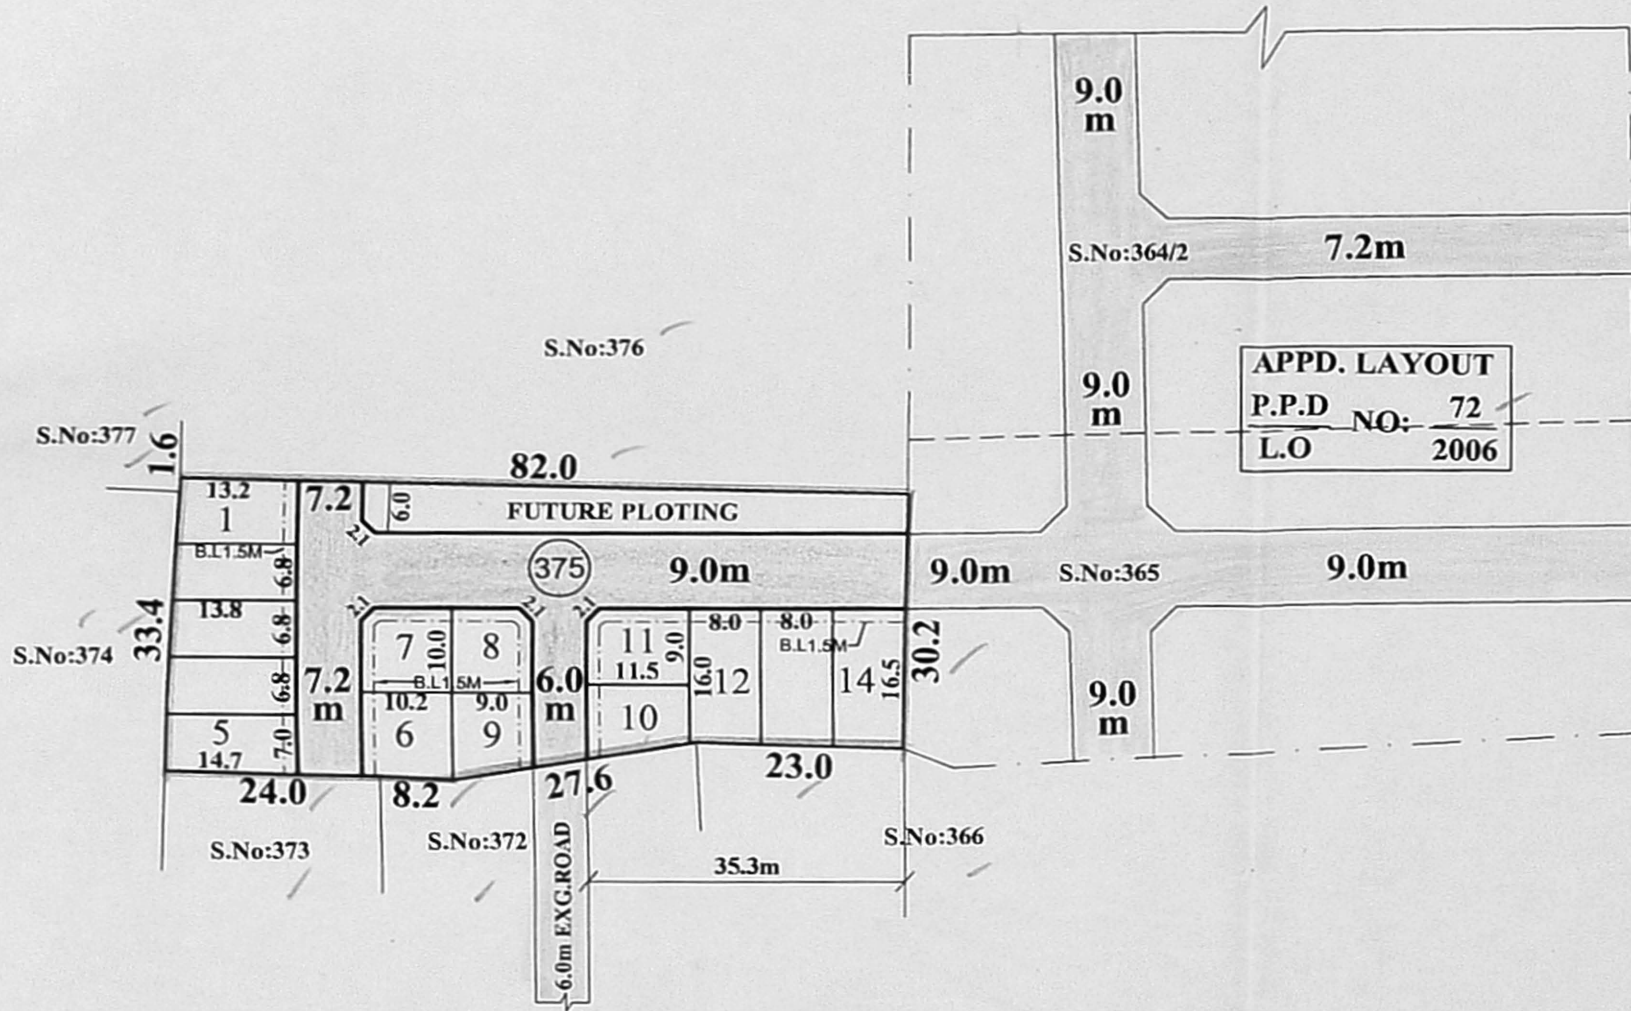 9.0
m
S.No:364/2
7.2m
S.No:376
9.0
m
APPD. LAYOUT
P.P.D
L.O
NO:
72
2006
S.No:377
1.6
82.0
13.2
1
7.2
6.0
FUTURE PLOTING
2.1
B.L1.5M
6.8
375
9.0m
9.0m
S.No:365
9.0m
33.4
13.8
6.8
2.1
2.1
2.1
7
10.0
8
11
9.0
8.0
8.0
B.L1.5M
30.2
S.No:374
6.8
7.2
m
B.L1.5M
6.0
m
11.5
16.0
12
14
16.5
9.0
m
10.2
9.0
5
14.7
7.0
6
9
10
24.0
8.2
27.6
23.0
S.No:373
S.No:372
S.No:366
35.3m
6.0m EXG.ROAD